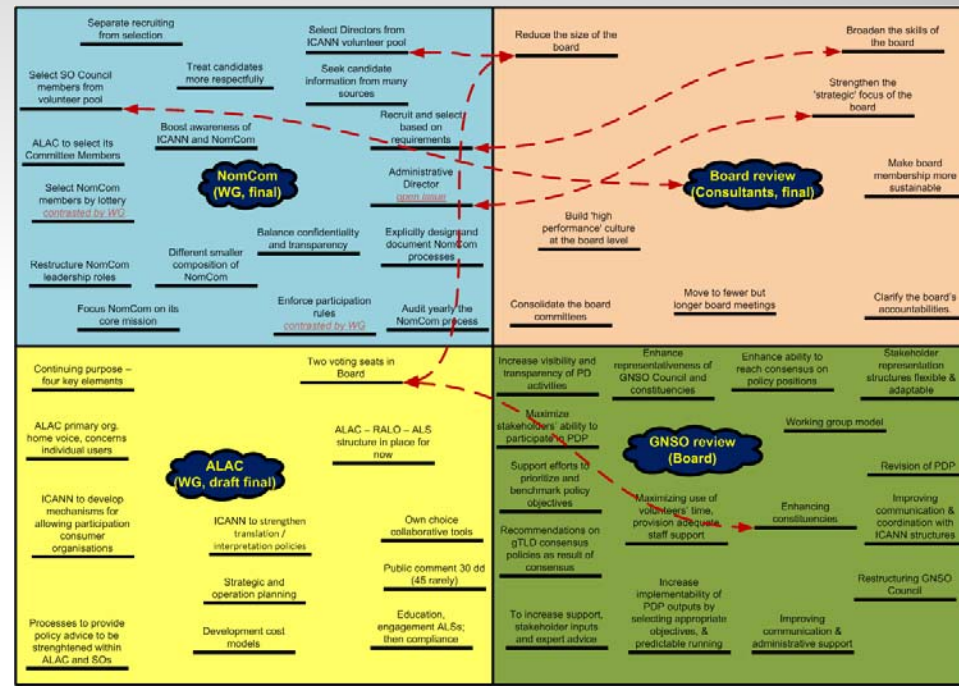 Separate recruiting
from selection
Select Directors from
ICANN volunteer pool
Select SO Council
members from
volunteer pool
Treat candidates
more respectfully
Seek candidate
information from many
sources
ALAC to select its
Committee Members
Boost awareness of
ICANN and NomCom
Recruit and select
based on
requirements
NomCom
(WG, final)
Administrative
Director
open issue
Select NomCom
members by lottery
contrasted by WG
Balance confidentiality
and transparency
Explicilly design and
document NomCom
processes
Restructure NomCom
leadership roles
Different smaller
composition of
NomCom
Focus NomCom on its
core mission
Enforce participation
rules
contrasted by WG
Audit yearly the
NomCom process
Reduce the size of the
board
Broaden the skills of
the board
Strengthen the
'strategic' focus of the
board
Board review
(Consultants, final)
Make board
membership more
sustainable
Build 'high
performance' culture
at the board level
Consolidate the board
committees
Move to fewer but
longer board meetings
Clarify the board's
accountabilities
Continuing purpose –
four key elements
Two voting seats in
Board
ALAC primary org.
home voice, concerns
individual users
ALAC – RALO – ALS
structure in place for
now
ALAC
(WG, draft final)
ICANN to develop
mechanisms for
allowing participation
consumer
organisations
ICANN to strengthen
translation /
interpretation policies
Own choice
collaborative tools
Strategic and
operation planning
Public comment 30 dd
(45 rarely)
Processes to provide
policy advice to be
strenghtened within
ALAC and SOs
Development cost
models
Education,
engagement ALSs;
then compliance
Increase visibility and
transparency of PD
activities
Enhance
representativeness of
GNSO Council and
constituencies
Enhance ability to
reach consensus on
policy positions
Stakeholder
representation
structures flexible &
adaptable
Maximize
stakeholders' ability to
participate in PDP
GNSO review
(Board)
Working group model
Support efforts to
prioritize and
benchmark policy
objectives
Revision of PDP
Maximizing use of
volunteers' time,
provision adequate
staff support
Enhancing
constituencies
Improving
communication &
coordination with
ICANN structures
Recommendations on
gTLD consensus
policies as result of
consensus
Restructuring GNSO
Council
To increase support,
stakeholder inputs
and expert advice
Increase
implementability of
PDP outputs by
selecting appropriate
objectives, &
predictable running
Improving
communication &
administrative support